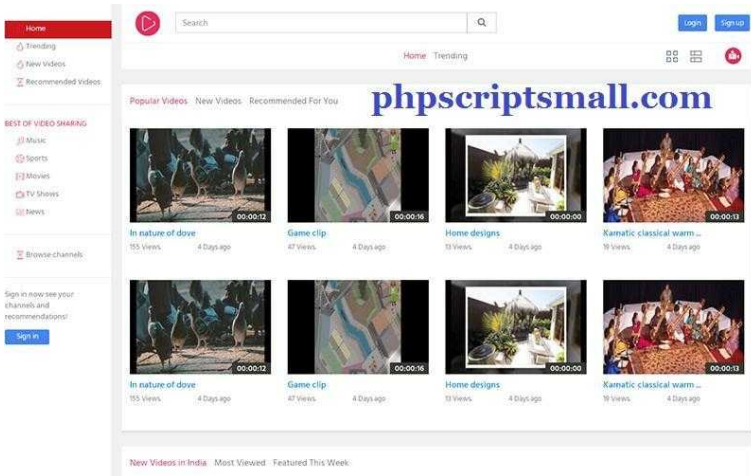 Home
Trending
New Videos
Recommended Videos
BEST OF VIDEO SHARING
Music
Sports
Movies
TV Shows
News
Browse channels
Sign in now see your
channels and
recommendations!
Sign in
Search
Login Sign up
Home Trending
Popular Videos New Videos Recommended For You
phpscriptsmall.com
00:00:12 00:00:16 00:00:00 00:00:13
In nature of dove Game clip Home designs Kamatic classical warm ...
155 Views 4 Days ago 47 Views 4 Days ago 13 Views 4 Days ago 19 Views 4 Days ago
00:00:12 00:00:16 00:00:00 00:00:13
In nature of dove Game clip Home designs Kamatic classical warm ...
155 Views 4 Days ago 47 Views 4 Days ago 13 Views 4 Days ago 19 Views 4 Days ago
New Videos in India Most Viewed Featured This Week